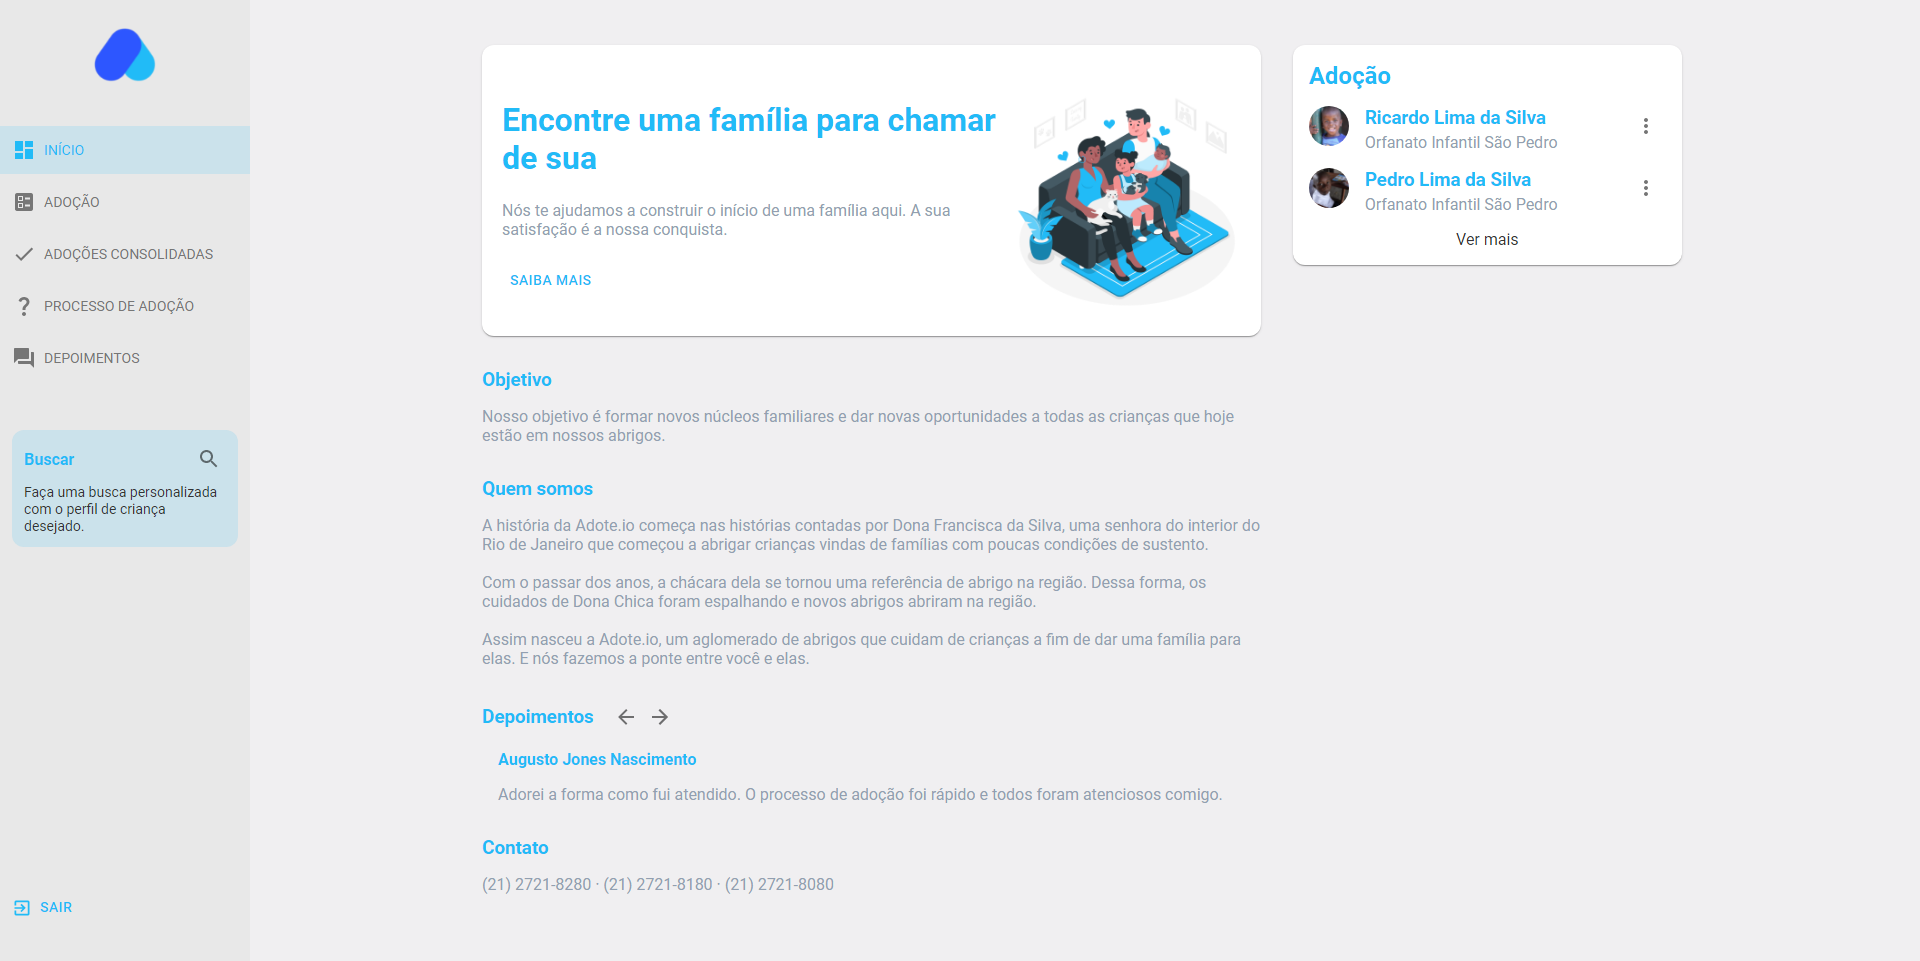 INÍCIO
ADOÇÃO
ADOÇÕES CONSOLIDADAS
PROCESSO DE ADOÇÃO
DEPOIMENTOS
Buscar
Faça uma busca personalizada
com o perfil de criança
desejado.
SAIR
Encontre uma família para chamar
de sua
Nós te ajudamos a construir o início de uma família aqui. A sua
satisfação é a nossa conquista.
SAIBA MAIS
Objetivo
Nosso objetivo é formar novos núcleos familiares e dar novas oportunidades a todas as crianças que hoje
estão em nossos abrigos.
Quem somos
A história da Adote.io começa nas histórias contadas por Dona Francisca da Silva, uma senhora do interior do
Rio de Janeiro que começou a abrigar crianças vindas de famílias com poucas condições de sustento.
Com o passar dos anos, a chácara dela se tornou uma referência de abrigo na região. Dessa forma, os
cuidados de Dona Chica foram espalhando e novos abrigos abriram na região.
Assim nasceu a Adote.io, um aglomerado de abrigos que cuidam de crianças a fim de dar uma família para
elas. E nós fazemos a ponte entre você e elas.
Depoimentos
Augusto Jones Nascimento
Adorei a forma como fui atendido. O processo de adoção foi rápido e todos foram atenciosos comigo.
Contato
(21) 2721-8280 · (21) 2721-8180 · (21) 2721-8080
Adoção
Ricardo Lima da Silva
Orfanato Infantil São Pedro
Pedro Lima da Silva
Orfanato Infantil São Pedro
Ver mais